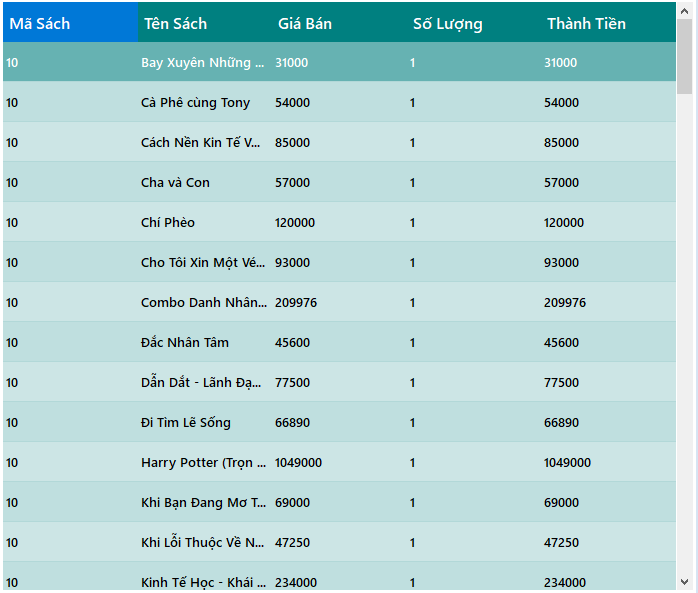 Mã Sách Tên Sách Giá Bán Số Lượng Thành Tiền
10 Bay Xuyên Những ... 31000 1 31000
10 Cà Phê cùng Tony 54000 1 54000
10 Cách Nền Kin Tế V... 85000 1 85000
10 Cha và Con 57000 1 57000
10 Chí Phèo 120000 1 120000
10 Cho Tôi Xin Một Vé... 93000 1 93000
10 Combo Danh Nhân... 209976 1 209976
10 Đắc Nhân Tâm 45600 1 45600
10 Dẫn Dắt - Lãnh Đạ... 77500 1 77500
10 Đi Tìm Lẽ Sống 66890 1 66890
10 Harry Potter (Trọn ... 1049000 1 1049000
10 Khi Bạn Đang Mơ T... 69000 1 69000
10 Khi Lỗi Thuộc Về N... 47250 1 47250
10 Kinh Tế Học - Khái ... 234000 1 234000